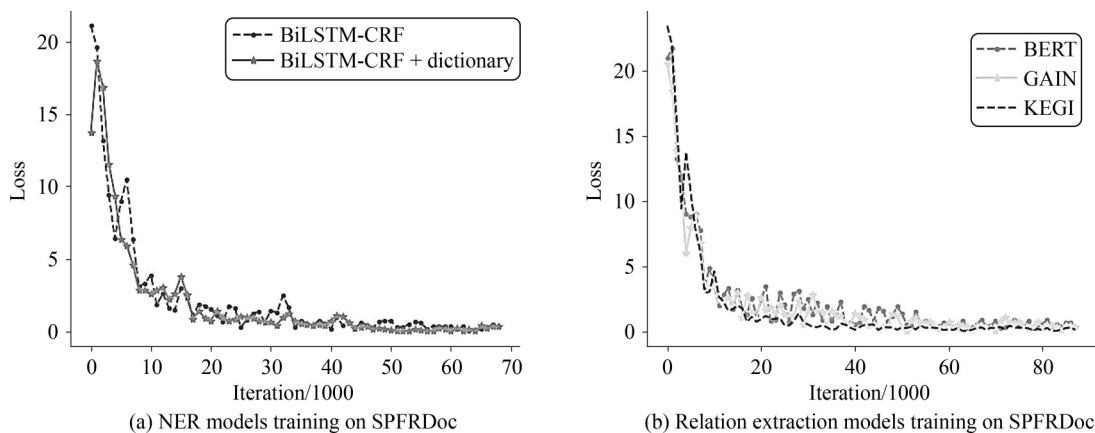 20
15
10
5
0
Loss
BiLSTM-CRF
BiLSTM-CRF + dictionary
0 10 20 30 40 50 60 70
Iteration/1000
(a) NER models training on SPFRDoc
20
15
10
5
0
Loss
BERT
GAIN
KEGI
0 20 40 60 80
Iteration/1000
(b) Relation extraction models training on SPFRDoc